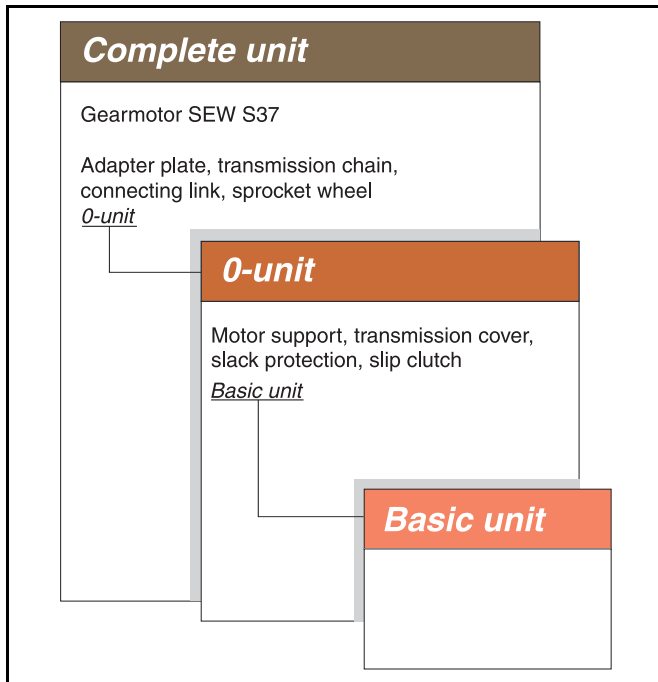 Complete unit
Gearmotor SEW S37
Adapter plate, transmission chain,
connecting link, sprocket wheel
0-unit
0-unit
Motor support, transmission cover,
slack protection, slip clutch
Basic unit
Basic unit